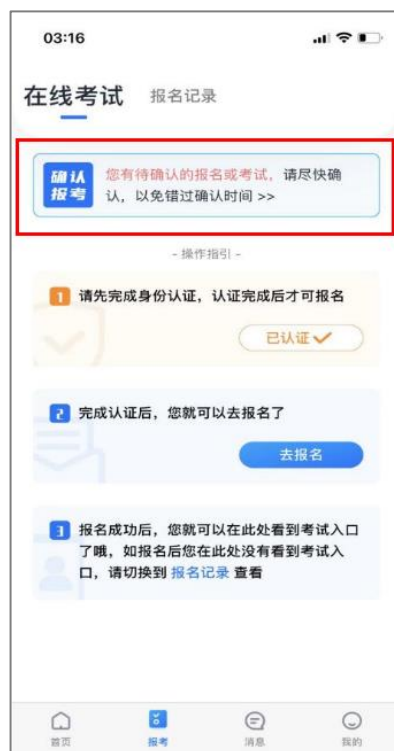 03:16
在线考试 报名记录
确认
报考
您有待确认的报名或考试，请尽快确
认，以免错过确认时间 >>
- 操作指引 -
1 请先完成身份认证，认证完成后才可报名
已认证
2 完成认证后，您就可以去报名了
去报名
3 报名成功后，您就可以在此处看到考试入口
了哦，如报名后您在此处没有看到考试入
口，请切换到 报名记录 查看
首页 报考 消息 我的